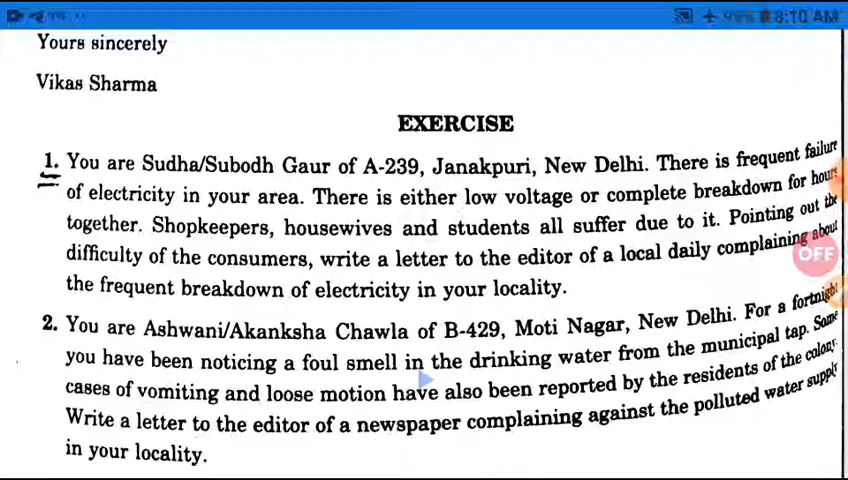 8:10 AM
Yours sincerely
Vikas Sharma
EXERCISE
1. You are Sudha/Subodh Gaur of A-239, Janakpuri, New Delhi. There is frequent failure
of electricity in your area. There is either low voltage or complete breakdown for hours
together. Shopkeepers, housewives and students all suffer due to it. Pointing out the
difficulty of the consumers, write a letter to the editor of a local daily complaining about
OFF
the frequent breakdown of electricity in your locality.
2. You are Ashwani/Akanksha Chawla of B-429, Moti Nagar, New Delhi. For a fortnight
you have been noticing a foul smell in the drinking water from the municipal tap. Some
cases of vomiting and loose motion have also been reported by the residents of the colony.
Write a letter to the editor of a newspaper complaining against the polluted water supply
in your locality.